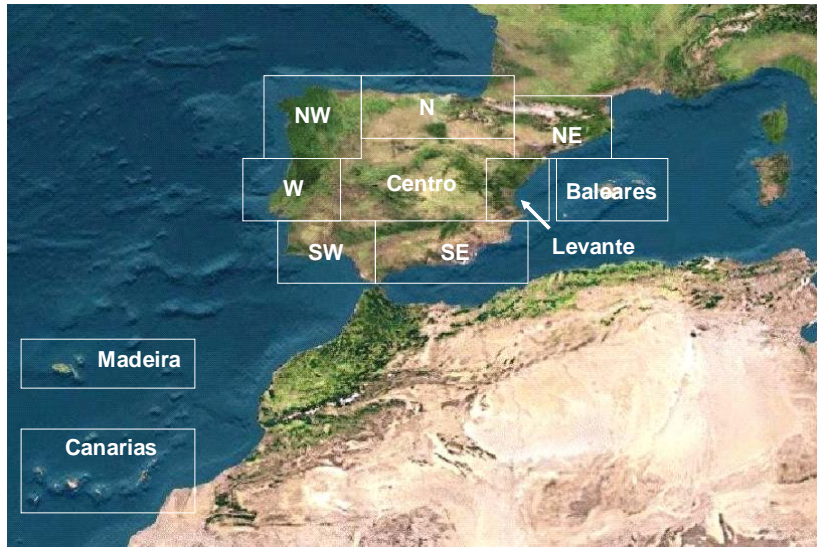 N
NW
NE
W
Centro
Baleares
Levante
SW
SE
Madeira
Canarias